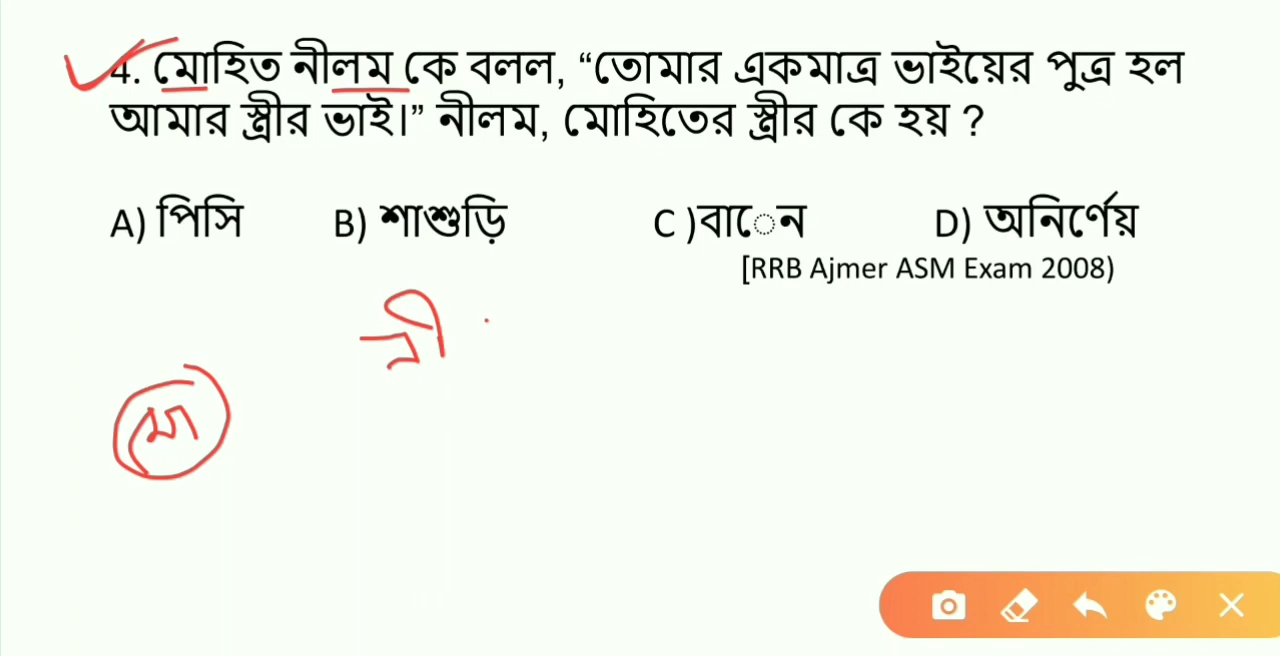 4. মোহিত নীলম কে বলল, “তোমার একমাত্র ভাইয়ের পুত্র হল
আমার স্ত্রীর ভাই।” নীলম, মোহিতের স্ত্রীর কে হয় ?
A) পিসি B) শাশুড়ি C )বাোেন D) অনির্ণেয়
[RRB Ajmer ASM Exam 2008)
নী
মো